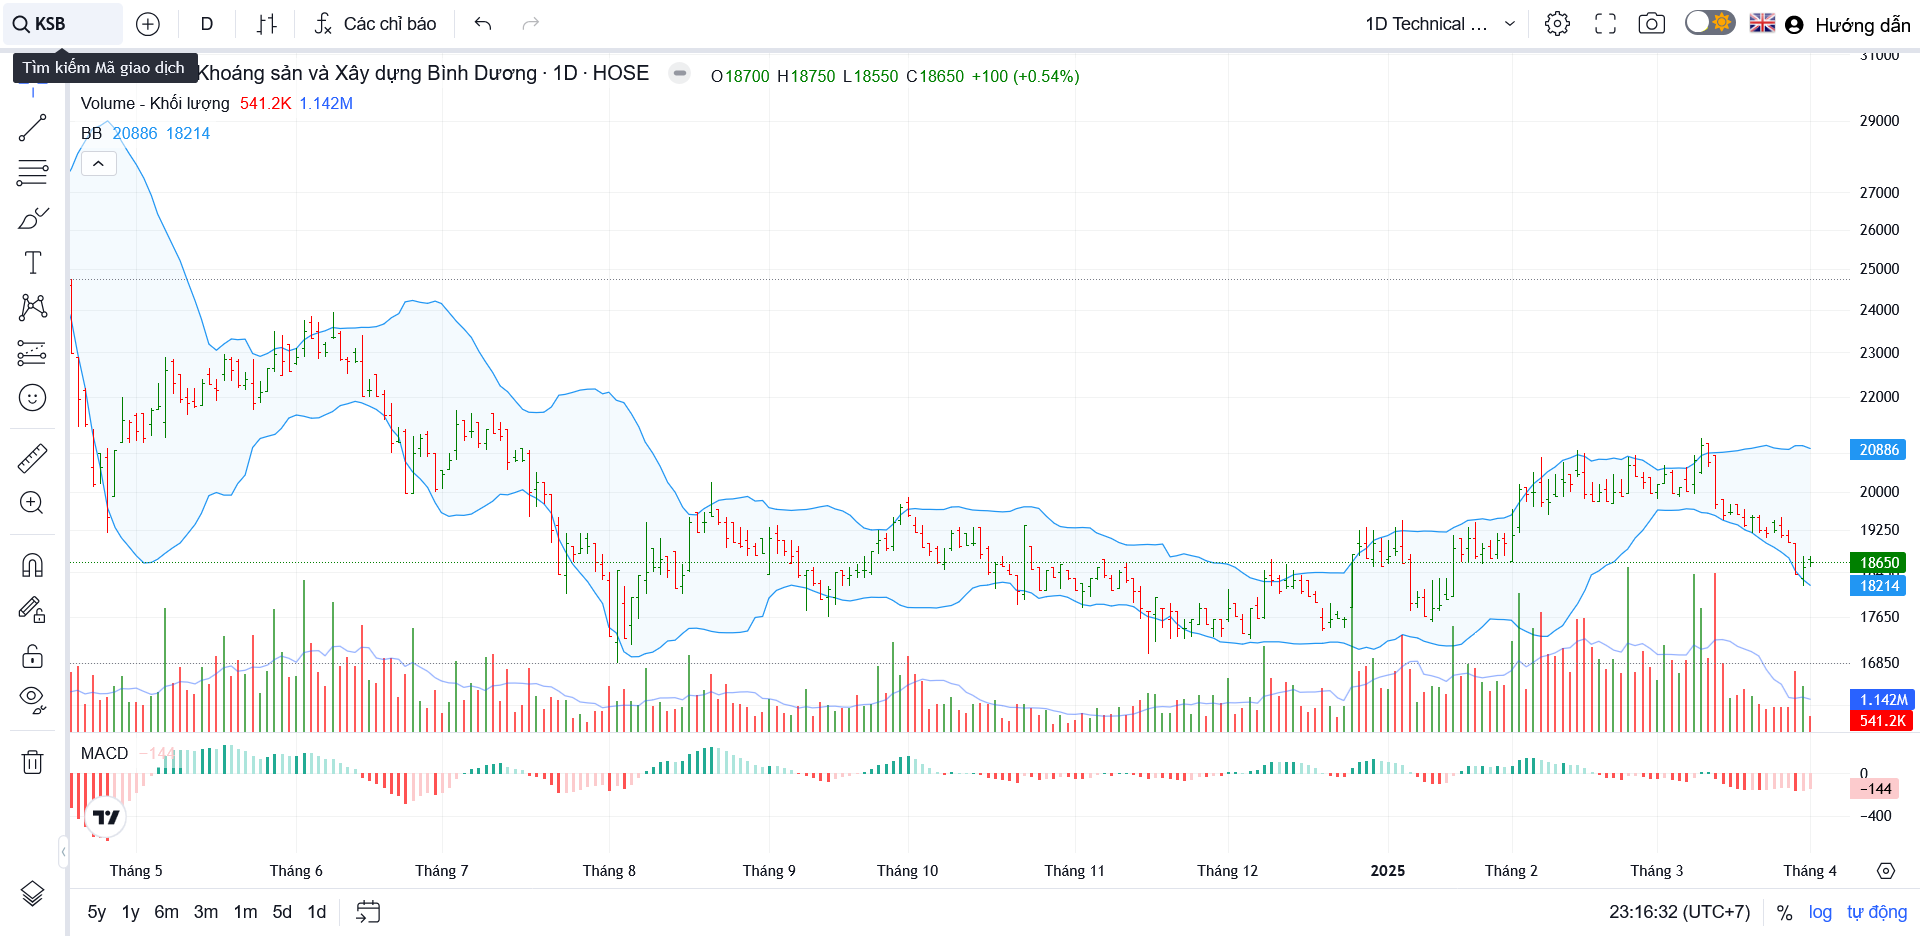 KSB
D
Các chỉ báo
1D Technical ...
Hướng dẫn
Tìm kiếm Mã giao dịch
Khoáng sản và Xây dựng Bình Dương · 1D · HOSE
O18700 H18750 L18550 C18650 +100 (+0.54%)
Volume - Khối lượng 541.2K 1.142M
BB 20886 18214
31000
29000
27000
26000
25000
24000
23000
22000
20886
20000
19250
18650
18214
17650
16850
1.142M
541.2K
MACD −144
0
−144
−400
Tháng 5 Tháng 6 Tháng 7 Tháng 8 Tháng 9 Tháng 10 Tháng 11 Tháng 12 2025 Tháng 2 Tháng 3 Tháng 4
5y 1y 6m 3m 1m 5d 1d
23:16:32 (UTC+7) % log tự động